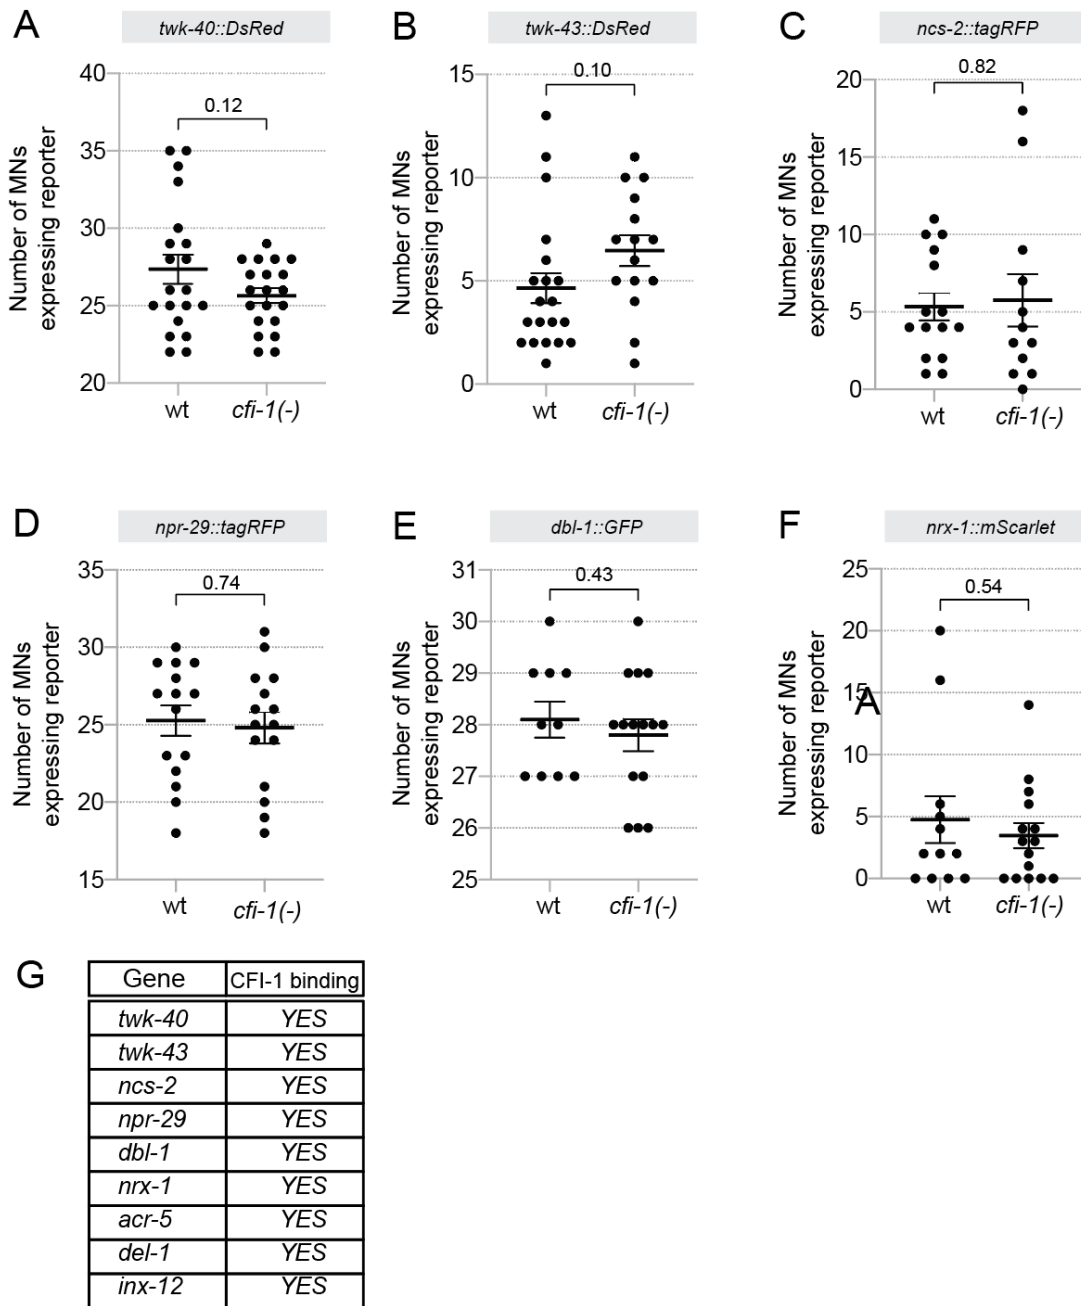 A
twk-40::DsRed
Number of MNs
expressing reporter
40
35
30
25
20
0.12
wt
cfi-1(-)
B
twk-43::DsRed
Number of MNs
expressing reporter
15
10
5
0
0.10
wt
cfi-1(-)
C
ncs-2::tagRFP
Number of MNs
expressing reporter
20
15
10
5
0
0.82
wt
cfi-1(-)
D
npr-29::tagRFP
Number of MNs
expressing reporter
35
30
25
20
15
0.74
wt
cfi-1(-)
E
dbl-1::GFP
Number of MNs
expressing reporter
31
30
29
28
27
26
25
0.43
wt
cfi-1(-)
F
nrx-1::mScarlet
Number of MNs
expressing reporter
25
20
15
A
10
5
0
0.54
wt
cfi-1(-)
G
Gene CFI-1 binding
twk-40 YES
twk-43 YES
ncs-2 YES
npr-29 YES
dbl-1 YES
nrx-1 YES
acr-5 YES
del-1 YES
inx-12 YES